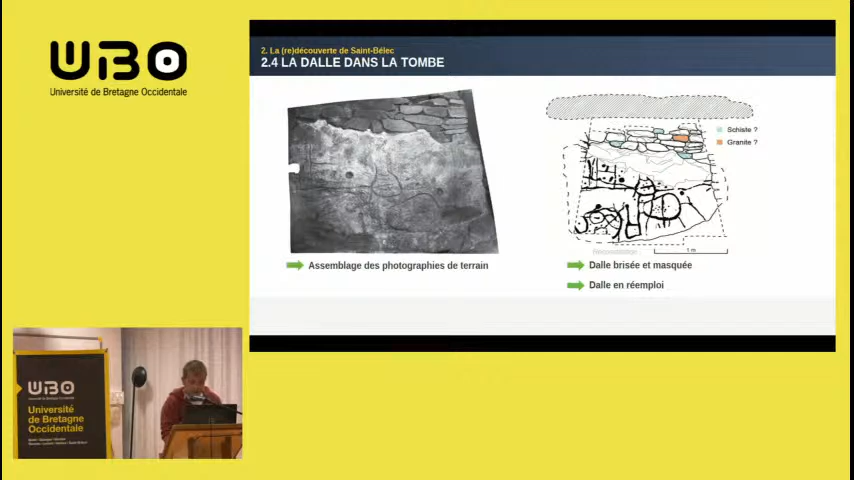 UBO
Université de Bretagne Occidentale
2. La (re)découverte de Saint-Bélec
2.4 LA DALLE DANS LA TOMBE
Schiste ?
Granite ?
1 m
Assemblage des photographies de terrain
Dalle brisée et masquée
Dalle en réemploi
UBO
Université
de Bretagne
Occidentale